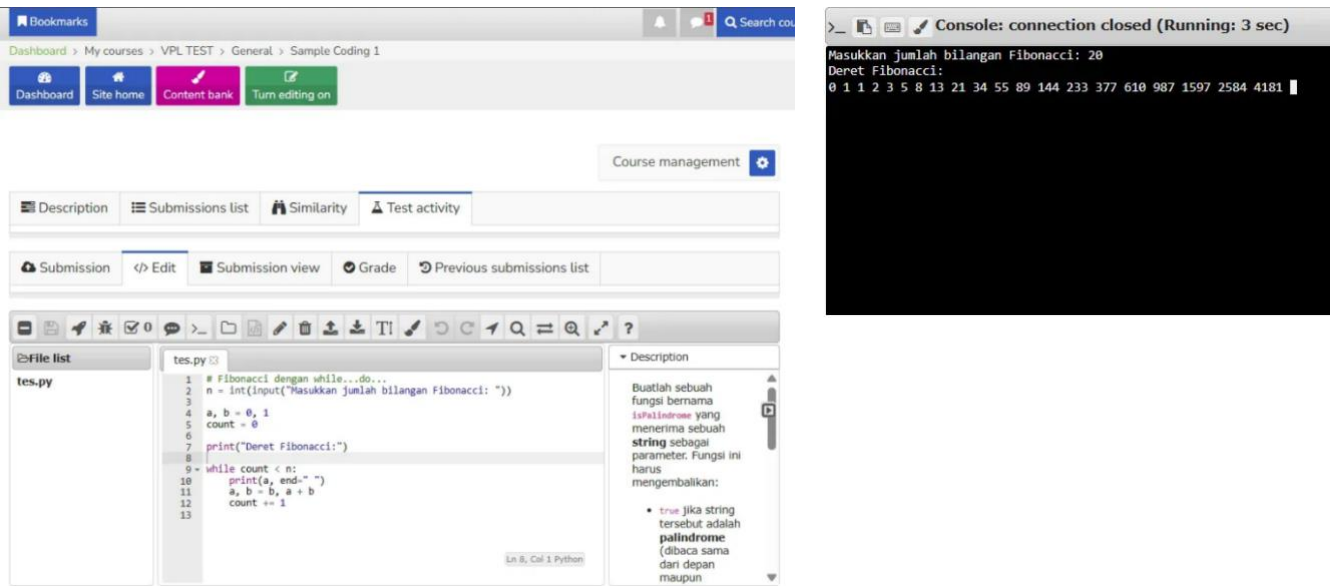 Bookmarks
1
Search cou
Dashboard > My courses > VPL TEST > General > Sample Coding 1
Dashboard
Site home
Content bank
Turn editing on
Course management
Description
Submissions list
Similarity
Test activity
Submission
</> Edit
Submission view
Grade
Previous submissions list
0
>_
?
File list
tes.py
tes.py
1 # Fibonacci dengan while...do...
2 n = int(input("Masukkan jumlah bilangan Fibonacci: "))
3
4 a, b = 0, 1
5 count = 0
6
7 print("Deret Fibonacci:")
8
9 while count < n:
10 print(a, end=" ")
11 a, b = b, a + b
12 count += 1
13
Ln 8, Col 1 Python
Description
Buatlah sebuah
fungsi bernama
isPalindrome yang
menerima sebuah
string sebagai
parameter. Fungsi ini
harus
mengembalikan:
• true jika string
tersebut adalah
palindrome
(dibaca sama
dari depan
maupun
>_ Console: connection closed (Running: 3 sec)
Masukkan jumlah bilangan Fibonacci: 20
Deret Fibonacci:
0 1 1 2 3 5 8 13 21 34 55 89 144 233 377 610 987 1597 2584 4181